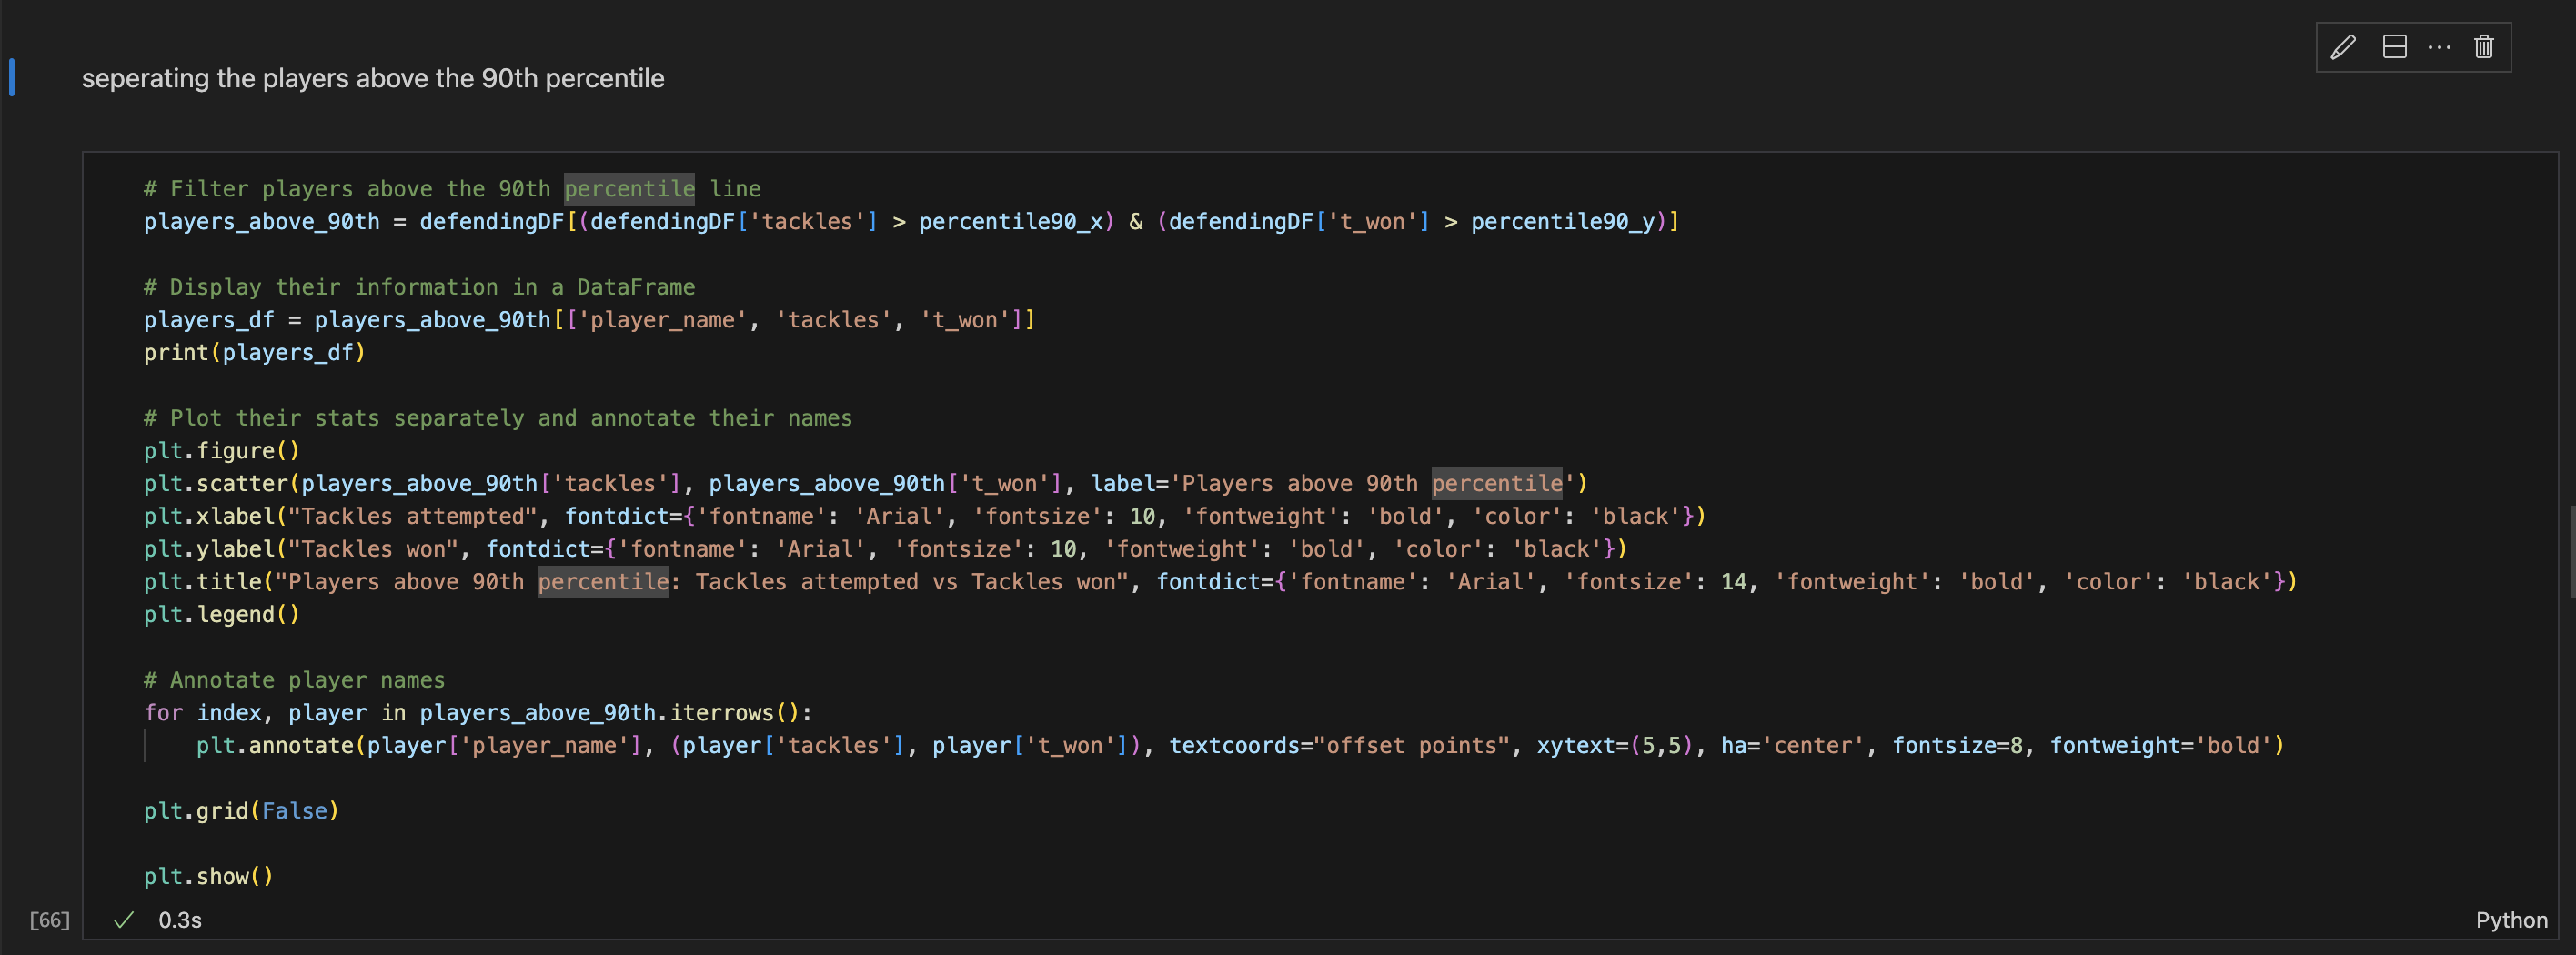 seperating the players above the 90th percentile
# Filter players above the 90th percentile line
players_above_90th = defendingDF[(defendingDF['tackles'] > percentile90_x) & (defendingDF['t_won'] > percentile90_y)]
# Display their information in a DataFrame
players_df = players_above_90th[['player_name', 'tackles', 't_won']]
print(players_df)
# Plot their stats separately and annotate their names
plt.figure()
plt.scatter(players_above_90th['tackles'], players_above_90th['t_won'], label='Players above 90th percentile')
plt.xlabel("Tackles attempted", fontdict={'fontname': 'Arial', 'fontsize': 10, 'fontweight': 'bold', 'color': 'black'})
plt.ylabel("Tackles won", fontdict={'fontname': 'Arial', 'fontsize': 10, 'fontweight': 'bold', 'color': 'black'})
plt.title("Players above 90th percentile: Tackles attempted vs Tackles won", fontdict={'fontname': 'Arial', 'fontsize': 14, 'fontweight': 'bold', 'color': 'black'})
plt.legend()
# Annotate player names
for index, player in players_above_90th.iterrows():
    plt.annotate(player['player_name'], (player['tackles'], player['t_won']), textcoords="offset points", xytext=(5,5), ha='center', fontsize=8, fontweight='bold')
plt.grid(False)
plt.show()
[66] 0.3s Python